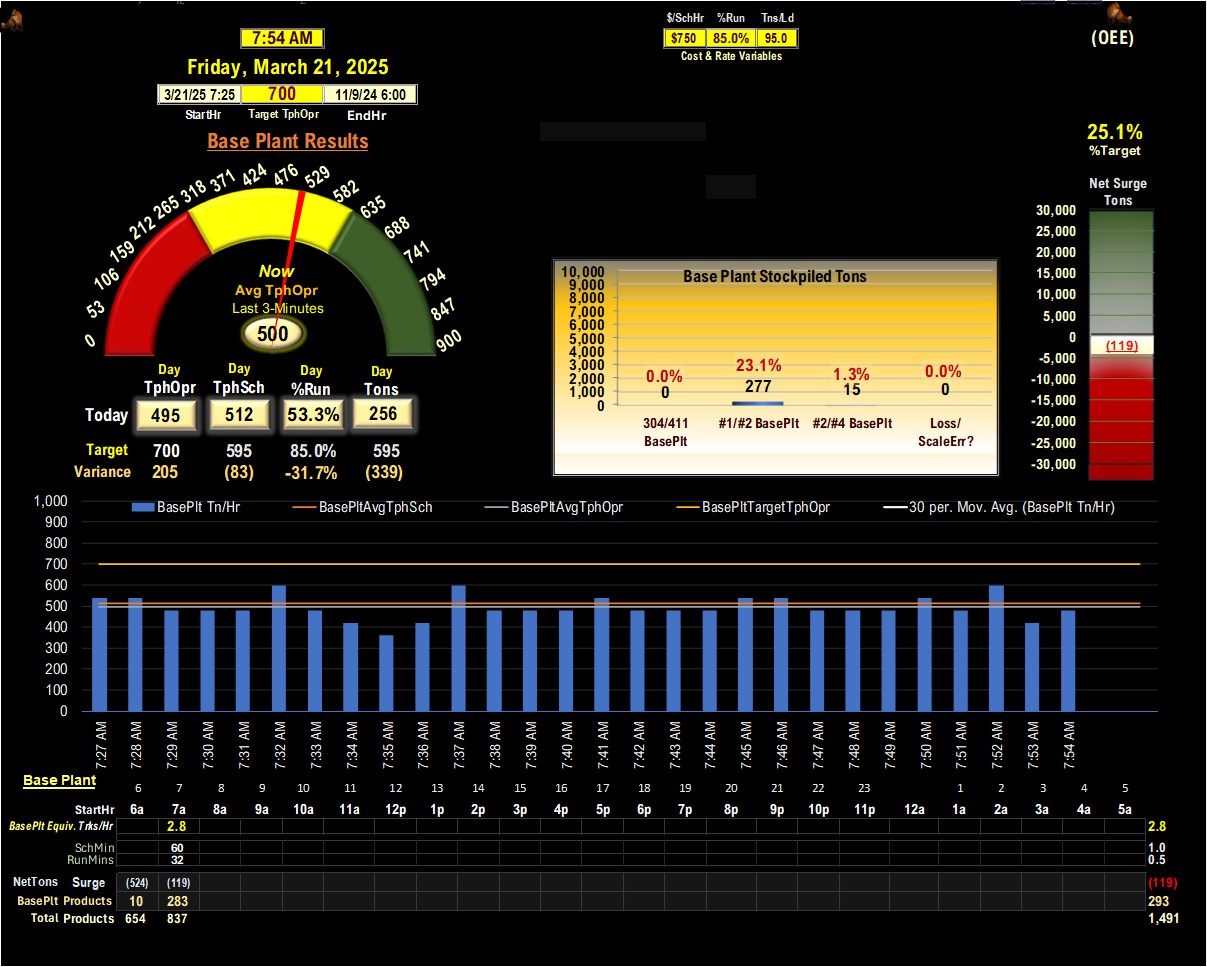 $/SchHr %Run Tns/Ld
$750 85.0% 95.0
Cost & Rate Variables
(OEE)
7:54 AM
Friday, March 21, 2025
3/21/25 7:25 700 11/9/24 6:00
StartHr Target TphOpr EndHr
Base Plant Results
25.1%
%Target
Net Surge
Tons
30,000
25,000
20,000
15,000
10,000
5,000
0
-5,000
-10,000
-15,000
-20,000
-25,000
-30,000
(119)
0 53 106 159 212 265 318 371 424 476 529 582 635 688 741 794 847 900
Now
Avg TphOpr
Last 3-Minutes
500
Day Day Day Day
TphOpr TphSch %Run Tons
Today 495 512 53.3% 256
Target 700 595 85.0% 595
Variance 205 (83) -31.7% (339)
Base Plant Stockpiled Tons
10,000
9,000
8,000
7,000
6,000
5,000
4,000
3,000
2,000
1,000
0
0.0% 23.1% 1.3% 0.0%
0 277 15 0
304/411 #1/#2 BasePlt #2/#4 BasePlt Loss/
BasePlt ScaleErr?
BasePlt Tn/Hr BasePltAvgTphSch BasePltAvgTphOpr BasePltTargetTphOpr 30 per. Mov. Avg. (BasePlt Tn/Hr)
1,000
900
800
700
600
500
400
300
200
100
0
7:27 AM 7:28 AM 7:29 AM 7:30 AM 7:31 AM 7:32 AM 7:33 AM 7:34 AM 7:35 AM 7:36 AM 7:37 AM 7:38 AM 7:39 AM 7:40 AM 7:41 AM 7:42 AM 7:43 AM 7:44 AM 7:45 AM 7:46 AM 7:47 AM 7:48 AM 7:49 AM 7:50 AM 7:51 AM 7:52 AM 7:53 AM 7:54 AM
Base Plant
6 7 8 9 10 11 12 13 14 15 16 17 18 19 20 21 22 23 1 2 3 4 5
StartHr 6a 7a 8a 9a 10a 11a 12p 1p 2p 3p 4p 5p 6p 7p 8p 9p 10p 11p 12a 1a 2a 3a 4a 5a
BasePlt Equiv. Trks/Hr 2.8 2.8
SchMin 60 1.0
RunMins 32 0.5
NetTons Surge (524) (119) (119)
BasePlt Products 10 283 293
Total Products 654 837 1,491